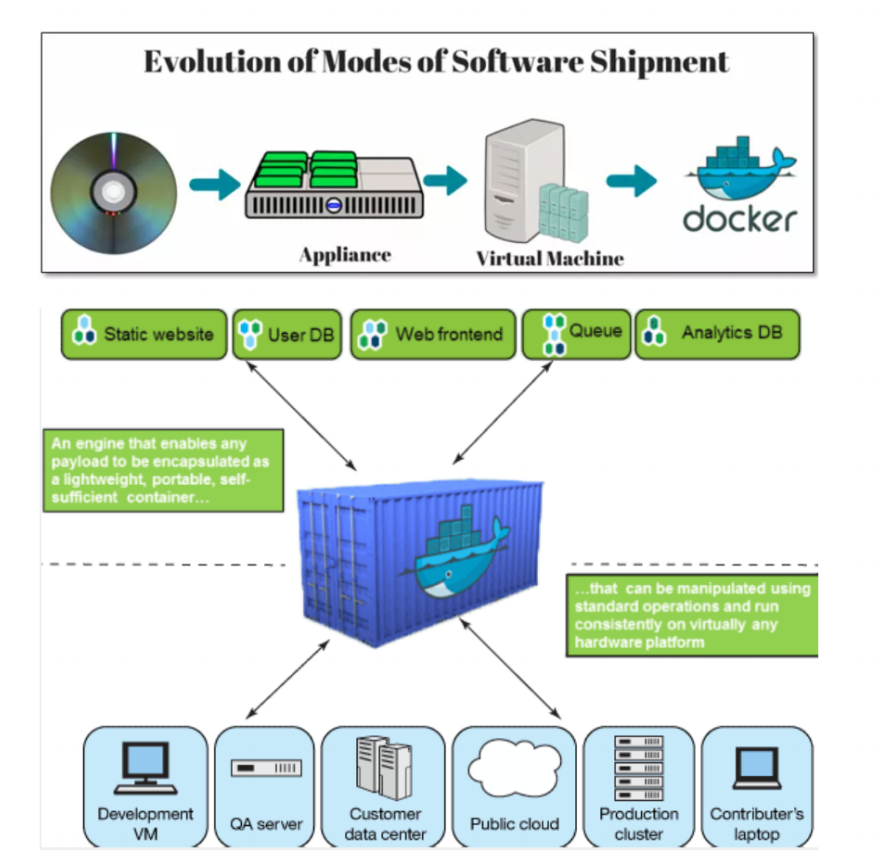 Evolution of Modes of Software Shipment
Appliance
Virtual Machine
docker
Static website
User DB
Web frontend
Queue
Analytics DB
An engine that enables any
payload to be encapsulated as
a lightweight, portable, self-
sufficient container...
...that can be manipulated using
standard operations and run
consistently on virtually any
hardware platform
Development
VM
QA server
Customer
data center
Public cloud
Production
cluster
Contributer's
laptop